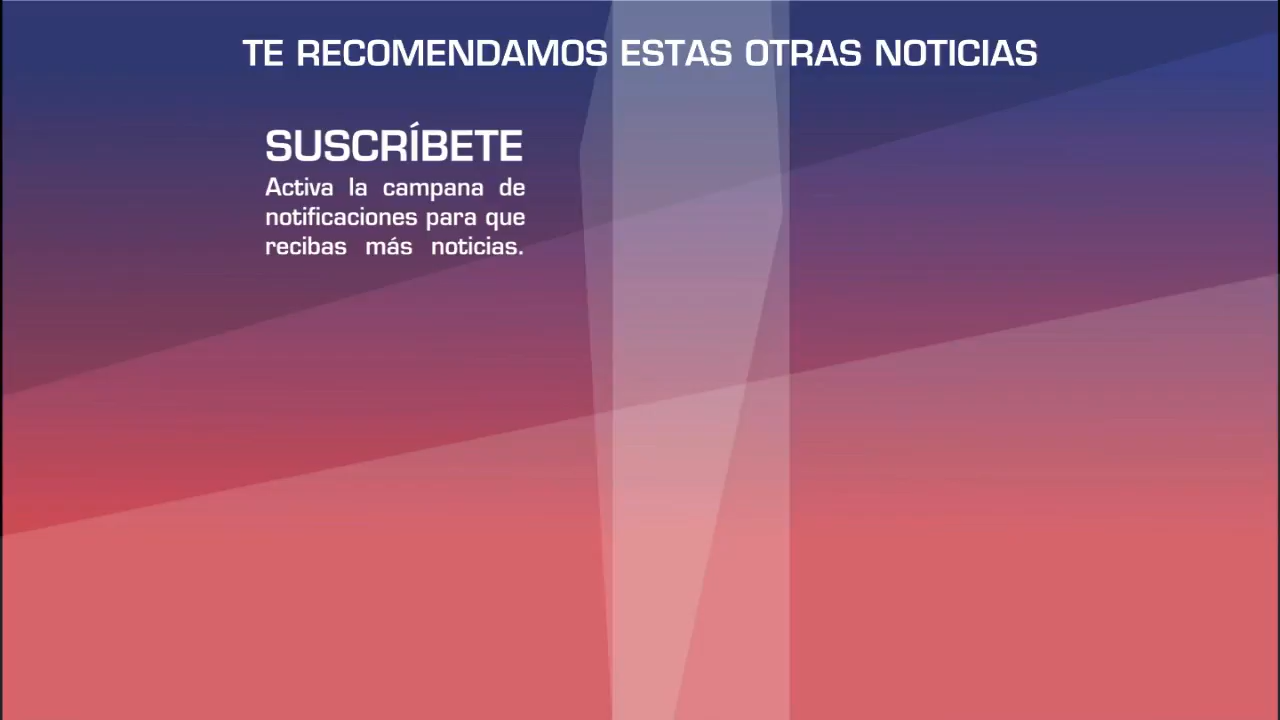 TE RECOMENDAMOS ESTAS OTRAS NOTICIAS
SUSCRÍBETE
Activa la campana de
notificaciones para que
recibas más noticias.